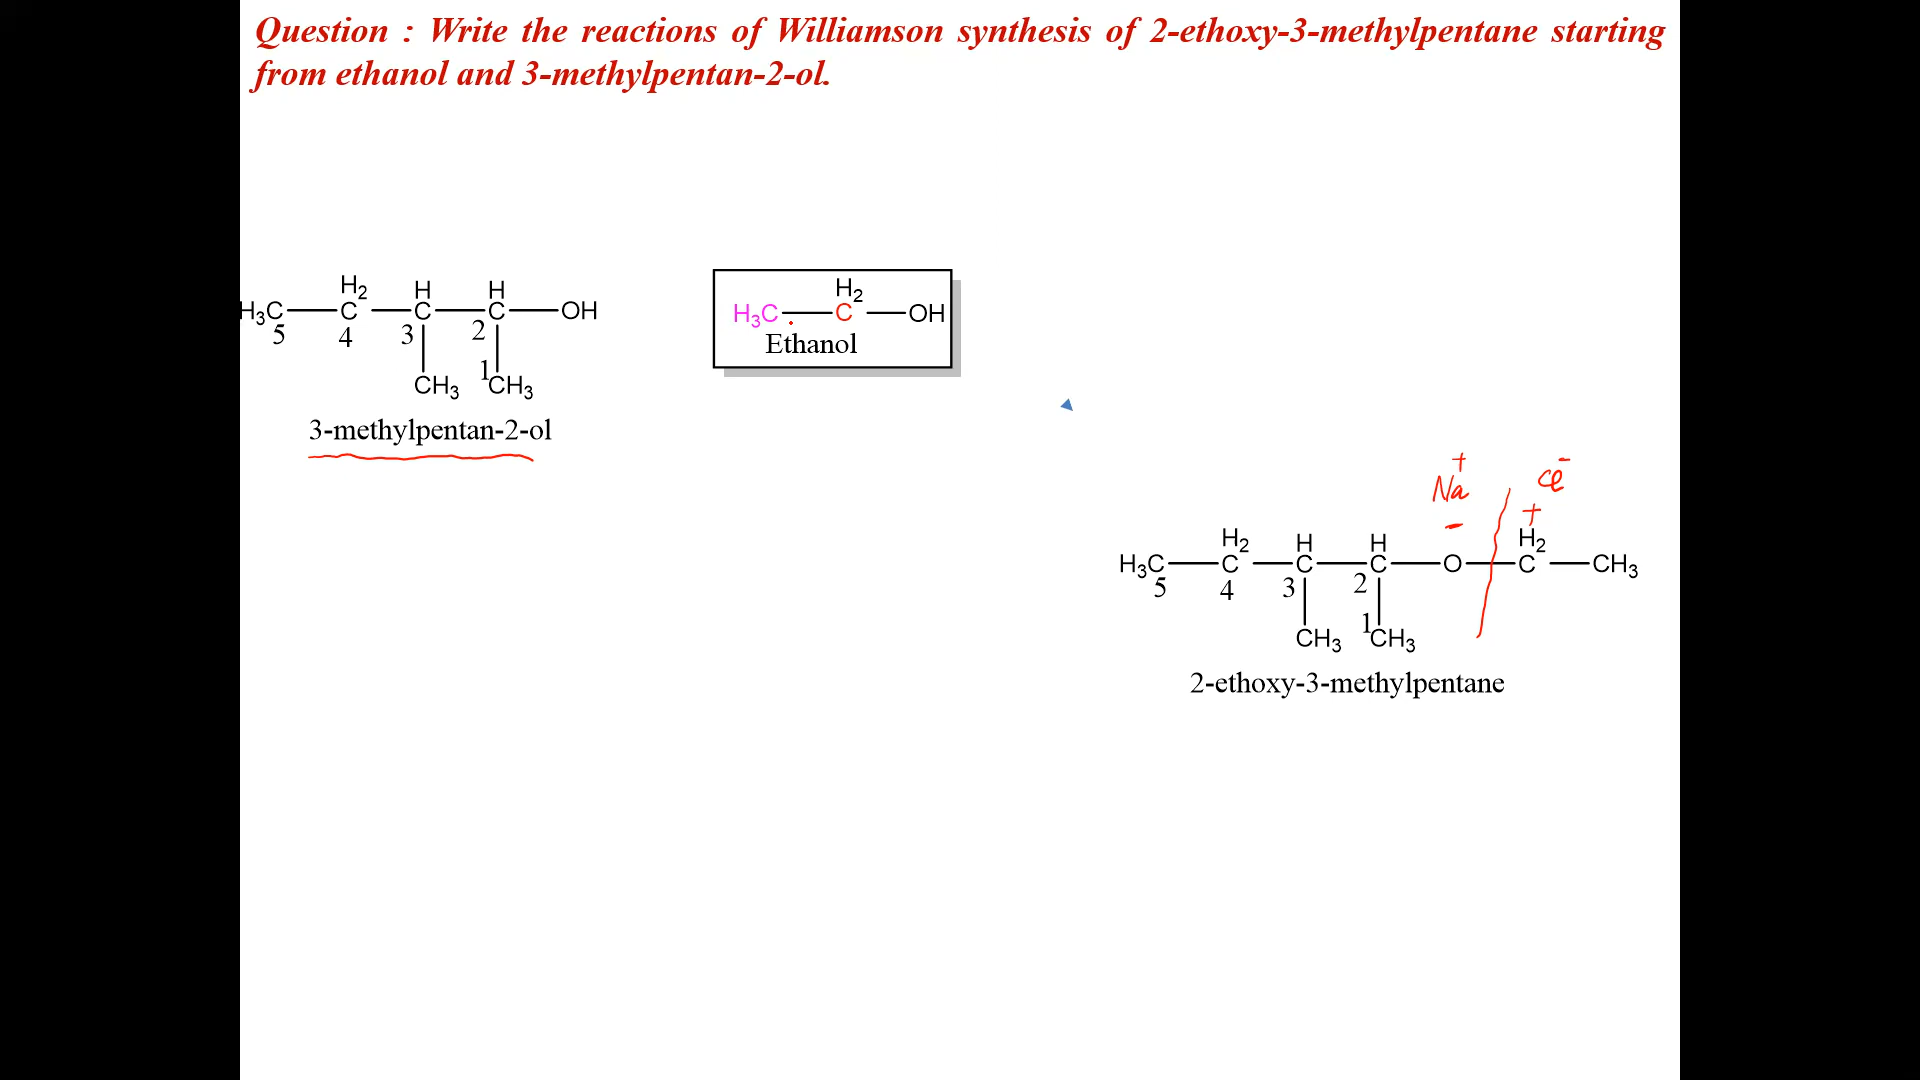 Question : Write the reactions of Williamson synthesis of 2-ethoxy-3-methylpentane starting
from ethanol and 3-methylpentan-2-ol.
H₂ H H
H₃C C C C OH
5 4 3 2
1
CH₃ CH₃
3-methylpentan-2-ol
H₂
H₃C C OH
Ethanol
+ -
Na Cl
- +
H₂ H H H₂
H₃C C C C O C CH₃
5 4 3 2
1
CH₃ CH₃
2-ethoxy-3-methylpentane